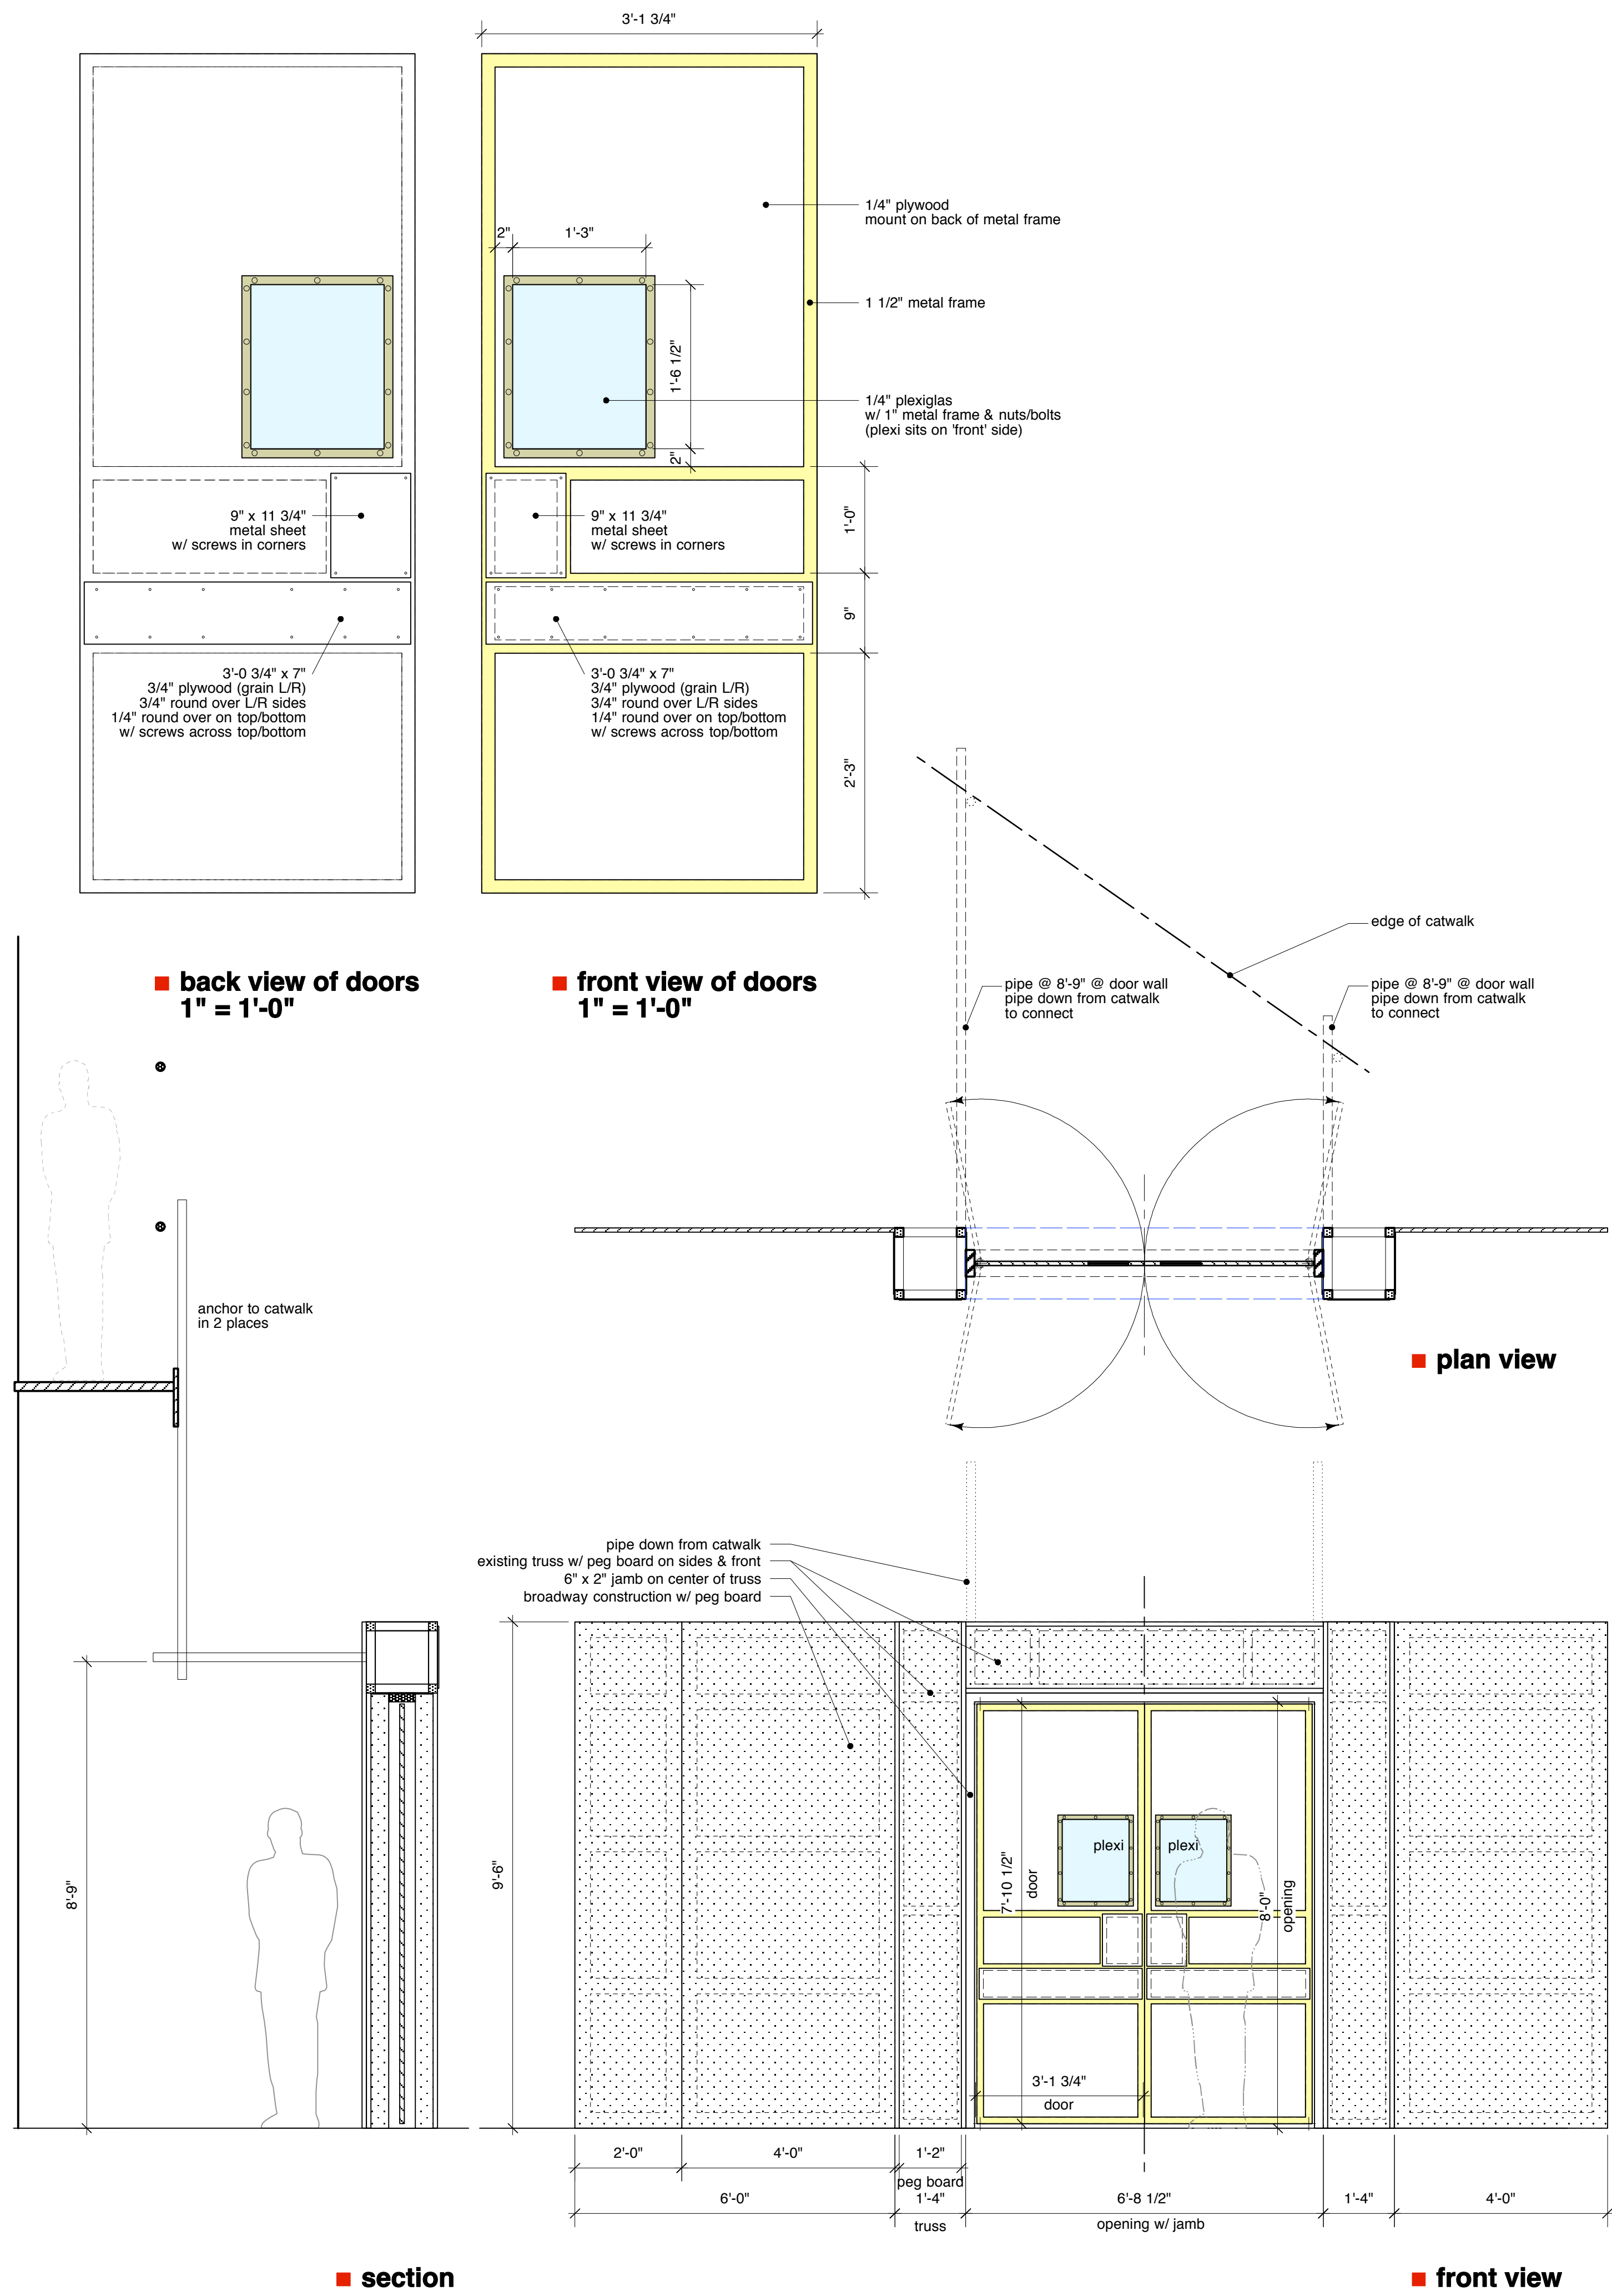 3'-1 3/4"
1/4" plywood
mount on back of metal frame
2"
1'-3"
1 1/2" metal frame
1'-6 1/2"
1/4" plexiglas
w/ 1" metal frame & nuts/bolts
(plexi sits on 'front' side)
2"
9" x 11 3/4"
metal sheet
w/ screws in corners
9" x 11 3/4"
metal sheet
w/ screws in corners
1'-0"
9"
3'-0 3/4" x 7"
3/4" plywood (grain L/R)
3/4" round over L/R sides
1/4" round over on top/bottom
w/ screws across top/bottom
3'-0 3/4" x 7"
3/4" plywood (grain L/R)
3/4" round over L/R sides
1/4" round over on top/bottom
w/ screws across top/bottom
2'-3"
back view of doors
1" = 1'-0"
front view of doors
1" = 1'-0"
edge of catwalk
pipe @ 8'-9" @ door wall
pipe down from catwalk
to connect
pipe @ 8'-9" @ door wall
pipe down from catwalk
to connect
anchor to catwalk
in 2 places
plan view
pipe down from catwalk
existing truss w/ peg board on sides & front
6" x 2" jamb on center of truss
broadway construction w/ peg board
8'-9"
9'-6"
plexi
plexi
7'-10 1/2"
door
8'-0"
opening
3'-1 3/4"
door
2'-0"
4'-0"
1'-2"
peg board
6'-0"
1'-4"
truss
6'-8 1/2"
opening w/ jamb
1'-4"
4'-0"
section
front view